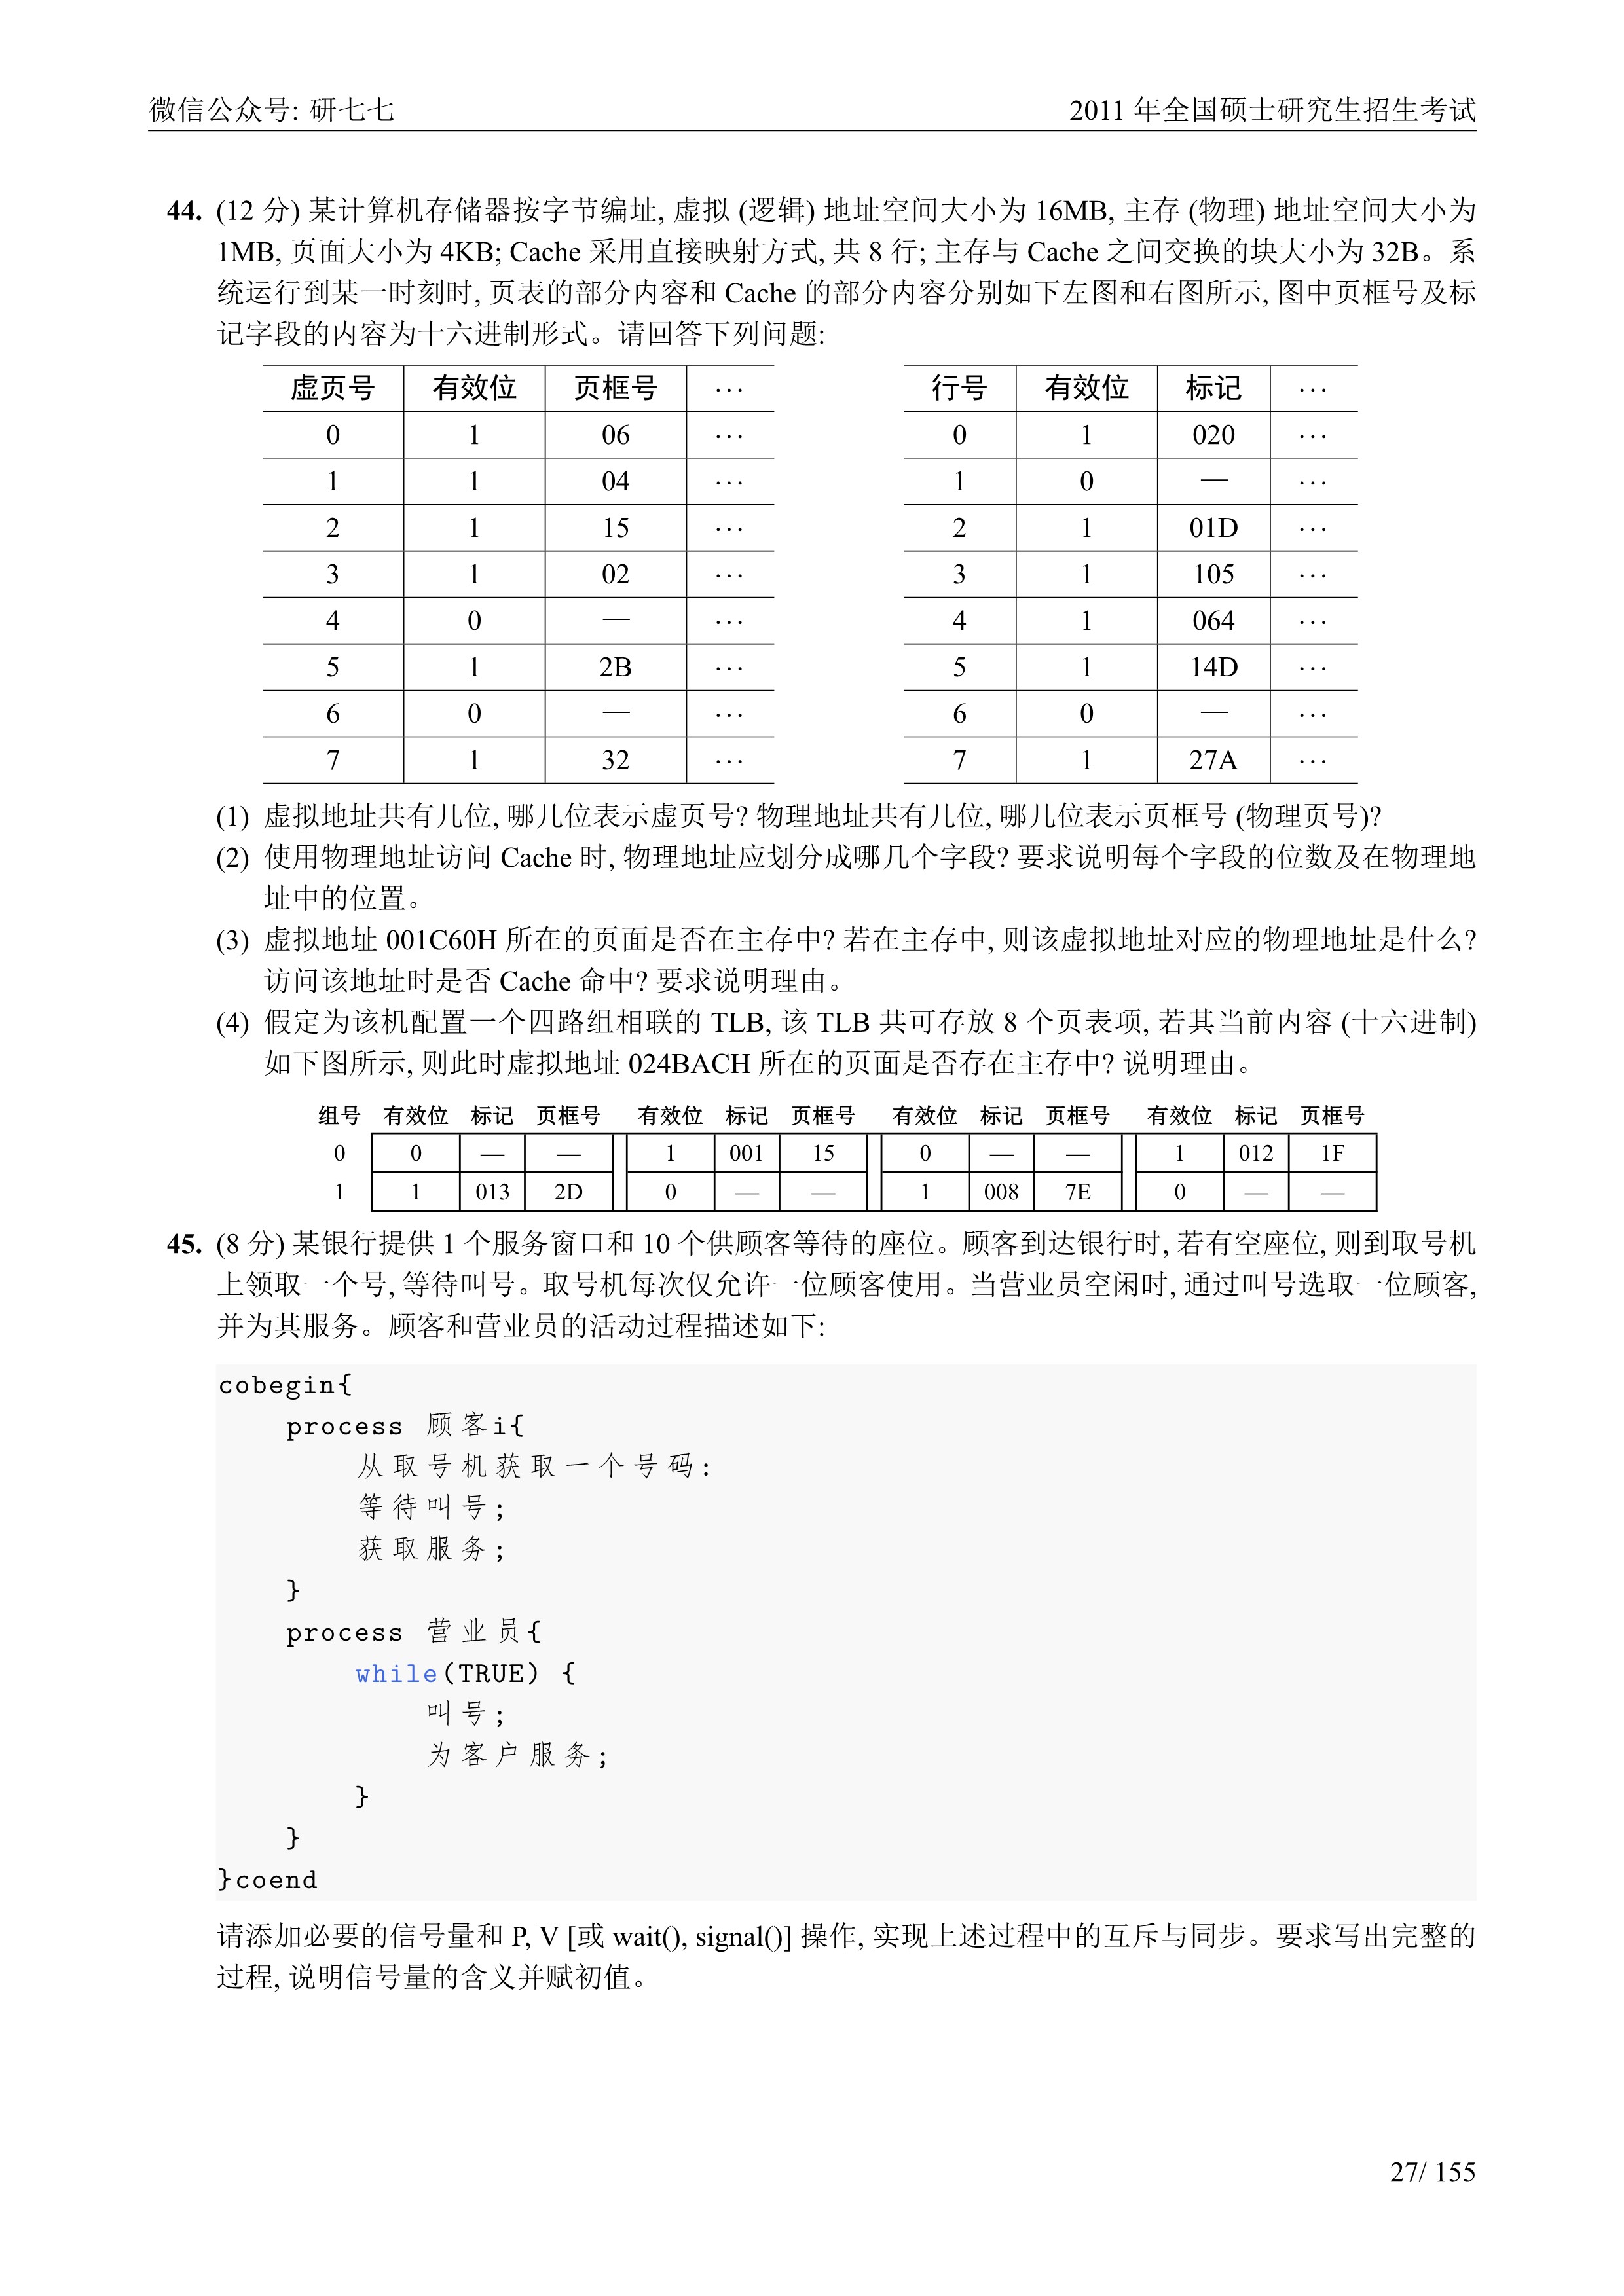 微信公众号: 研七七
2011 年全国硕士研究生招生考试
44. (12 分) 某计算机存储器按字节编址, 虚拟 (逻辑) 地址空间大小为 16MB, 主存 (物理) 地址空间大小为
1MB, 页面大小为 4KB; Cache 采用直接映射方式, 共 8 行; 主存与 Cache 之间交换的块大小为 32B。系
统运行到某一时刻时, 页表的部分内容和 Cache 的部分内容分别如下左图和右图所示, 图中页框号及标
记字段的内容为十六进制形式。请回答下列问题:
虚页号 有效位 页框号 ···
0 1 06 ···
1 1 04 ···
2 1 15 ···
3 1 02 ···
4 0 — ···
5 1 2B ···
6 0 — ···
7 1 32 ···
行号 有效位 标记 ···
0 1 020 ···
1 0 — ···
2 1 01D ···
3 1 105 ···
4 1 064 ···
5 1 14D ···
6 0 — ···
7 1 27A ···
(1) 虚拟地址共有几位, 哪几位表示虚页号? 物理地址共有几位, 哪几位表示页框号 (物理页号)?
(2) 使用物理地址访问 Cache 时, 物理地址应划分成哪几个字段? 要求说明每个字段的位数及在物理地
址中的位置。
(3) 虚拟地址 001C60H 所在的页面是否在主存中? 若在主存中, 则该虚拟地址对应的物理地址是什么?
访问该地址时是否 Cache 命中? 要求说明理由。
(4) 假定为该机配置一个四路组相联的 TLB, 该 TLB 共可存放 8 个页表项, 若其当前内容 (十六进制)
如下图所示, 则此时虚拟地址 024BACH 所在的页面是否存在主存中? 说明理由。
组号 有效位 标记 页框号 有效位 标记 页框号 有效位 标记 页框号 有效位 标记 页框号
0 0 — — 1 001 15 0 — — 1 012 1F
1 1 013 2D 0 — — 1 008 7E 0 — —
45. (8 分) 某银行提供 1 个服务窗口和 10 个供顾客等待的座位。顾客到达银行时, 若有空座位, 则到取号机
上领取一个号, 等待叫号。取号机每次仅允许一位顾客使用。当营业员空闲时, 通过叫号选取一位顾客,
并为其服务。顾客和营业员的活动过程描述如下:
cobegin{
process 顾客i{
从取号机获取一个号码:
等待叫号;
获取服务;
}
process 营业员{
while(TRUE) {
叫号;
为客户服务;
}
}
}coend
请添加必要的信号量和 P, V [或 wait(), signal()] 操作, 实现上述过程中的互斥与同步。要求写出完整的
过程, 说明信号量的含义并赋初值。
27/ 155